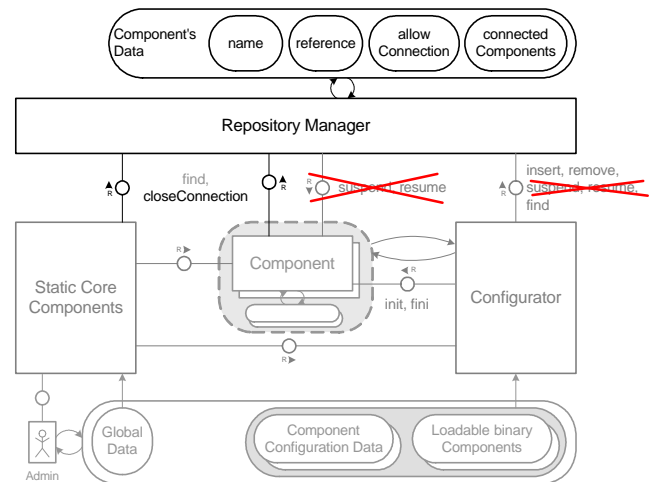 Component's
Data
name
reference
allow
Connection
connected
Components
Repository Manager
R
find,
closeConnection
R
R
suspend, resume
R
insert, remove,
suspend, resume,
find
Static Core
Components
R
Component
R
init, fini
Configurator
R
Admin
Global
Data
Component
Configuration Data
Loadable binary
Components